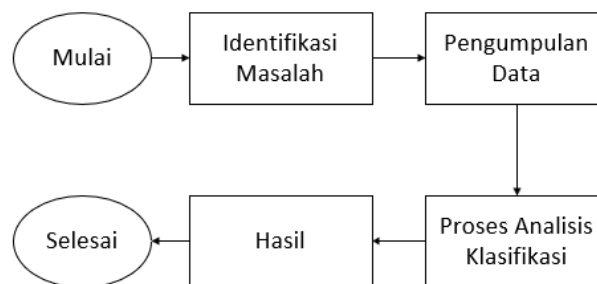 Mulai
Identifikasi
Masalah
Pengumpulan
Data
Proses Analisis
Klasifikasi
Hasil
Selesai